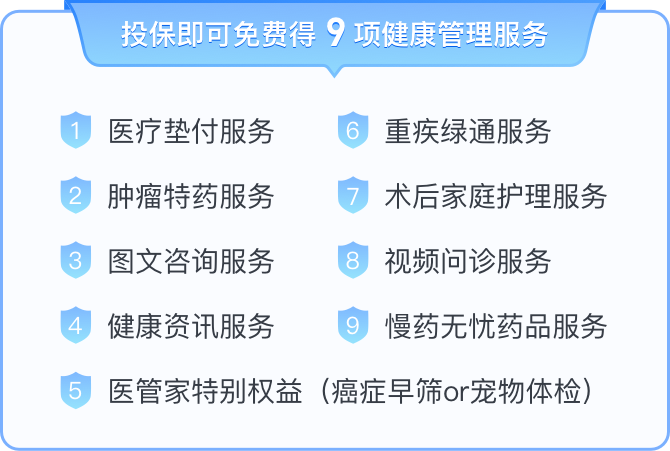 投保即可免费得 9 项健康管理服务
1 医疗垫付服务
2 肿瘤特药服务
3 图文咨询服务
4 健康资讯服务
5 医管家特别权益（癌症早筛or宠物体检）
6 重疾绿通服务
7 术后家庭护理服务
8 视频问诊服务
9 慢药无忧药品服务